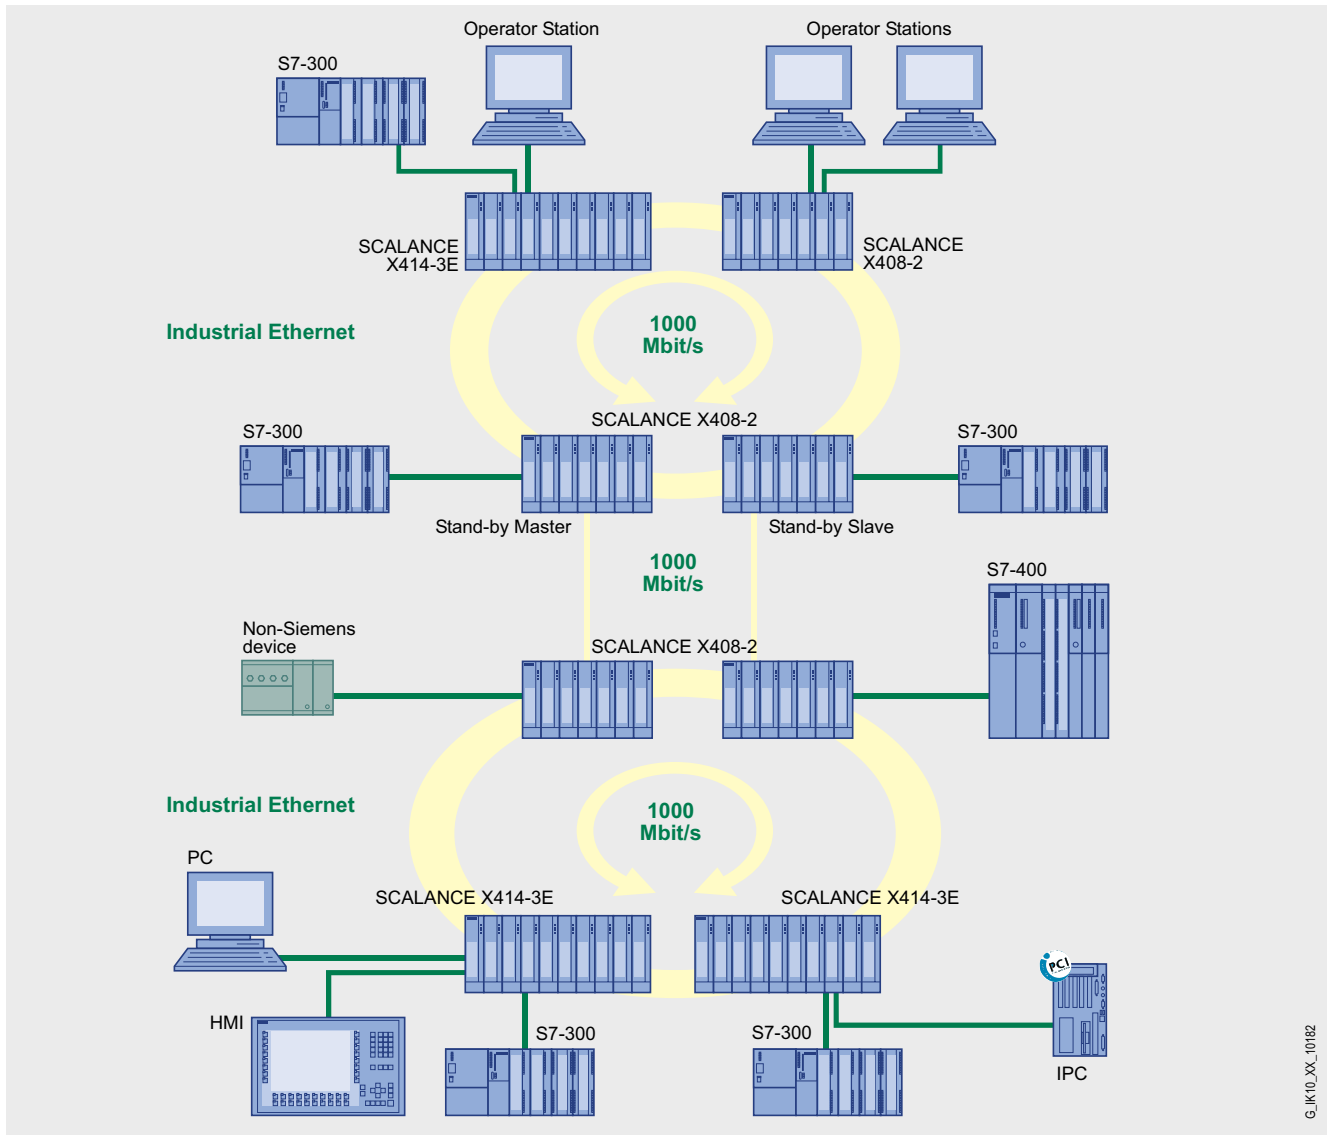 Operator Station
Operator Stations
S7-300
SCALANCE
X414-3E
SCALANCE
X408-2
Industrial Ethernet
1000
Mbit/s
SCALANCE X408-2
S7-300
S7-300
Stand-by Master
Stand-by Slave
1000
Mbit/s
S7-400
Non-Siemens
device
SCALANCE X408-2
Industrial Ethernet
1000
Mbit/s
PC
SCALANCE X414-3E
SCALANCE X414-3E
PCI
HMI
S7-300
S7-300
IPC
G_IK10_XX_10182